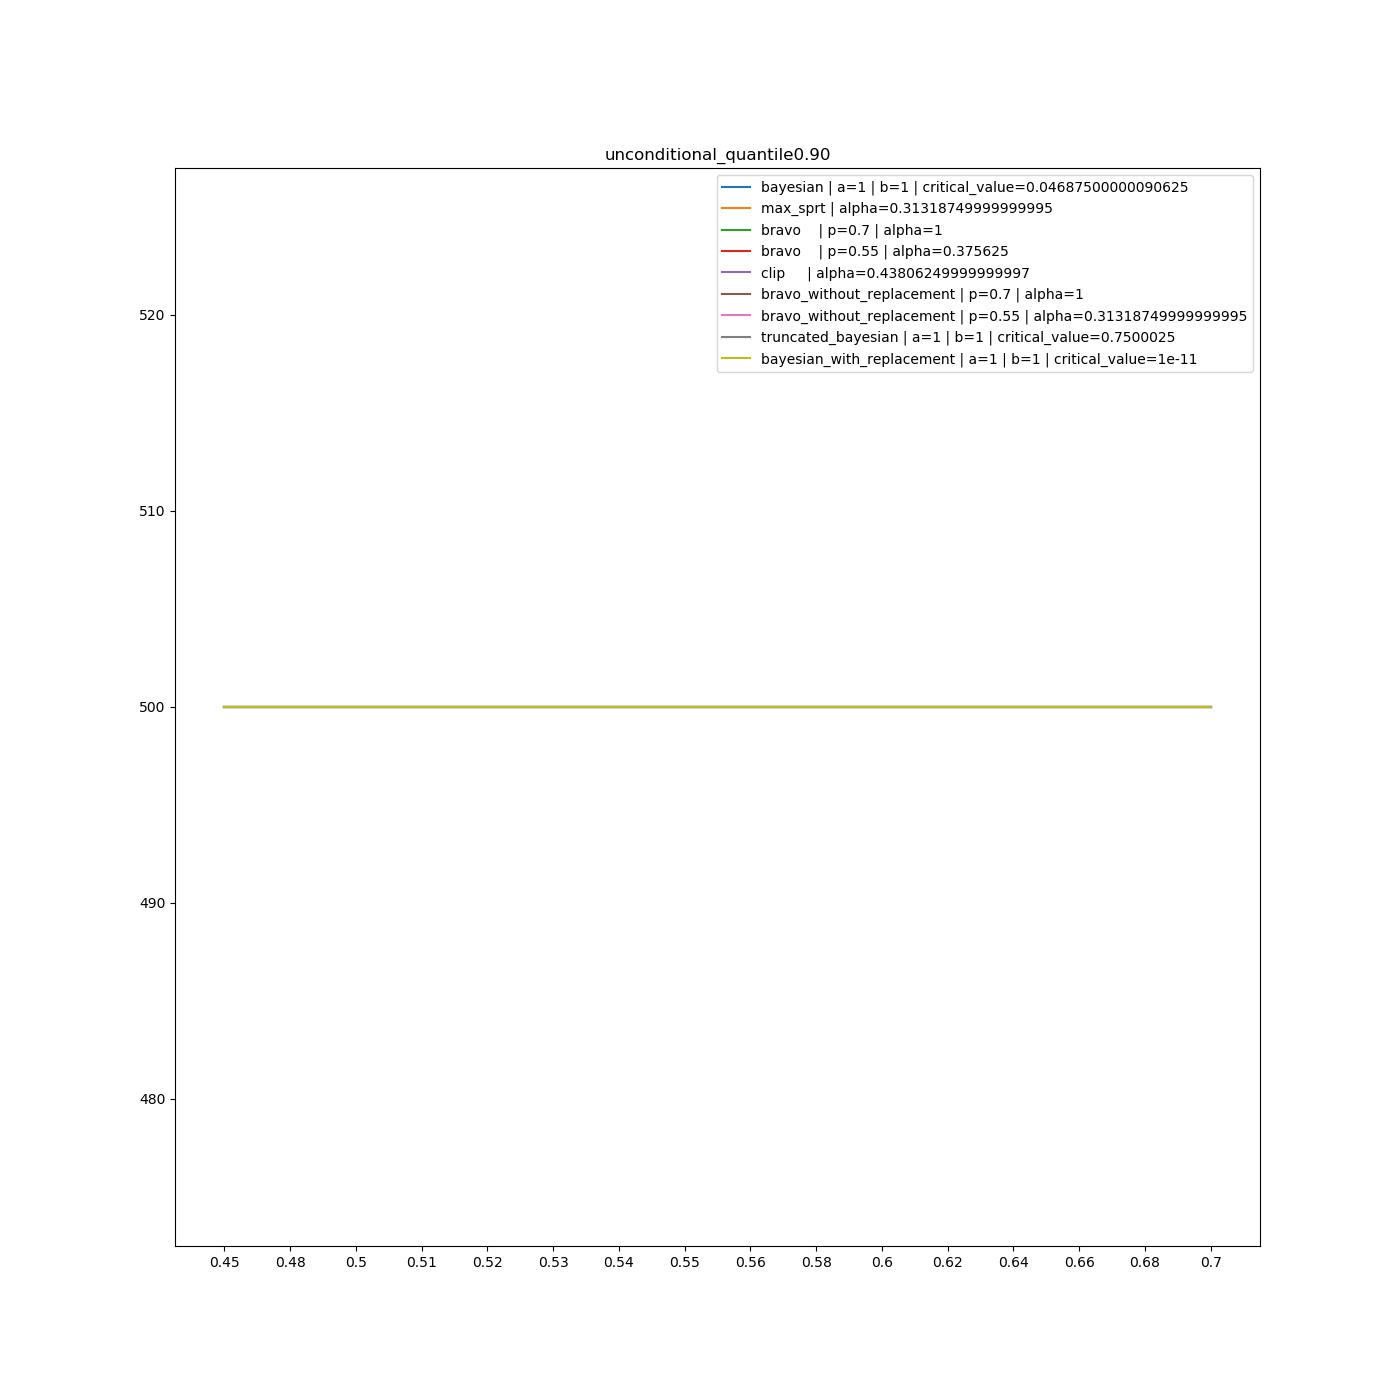 unconditional_quantile0.90
bayesian | a=1 | b=1 | critical_value=0.04687500000090625
max_sprt | alpha=0.31318749999999995
bravo    | p=0.7 | alpha=1
bravo    | p=0.55 | alpha=0.375625
clip     | alpha=0.43806249999999997
bravo_without_replacement | p=0.7 | alpha=1
bravo_without_replacement | p=0.55 | alpha=0.31318749999999995
truncated_bayesian | a=1 | b=1 | critical_value=0.7500025
bayesian_with_replacement | a=1 | b=1 | critical_value=1e-11
520
510
500
490
480
0.45 0.48 0.5 0.51 0.52 0.53 0.54 0.55 0.56 0.58 0.6 0.62 0.64 0.66 0.68 0.7